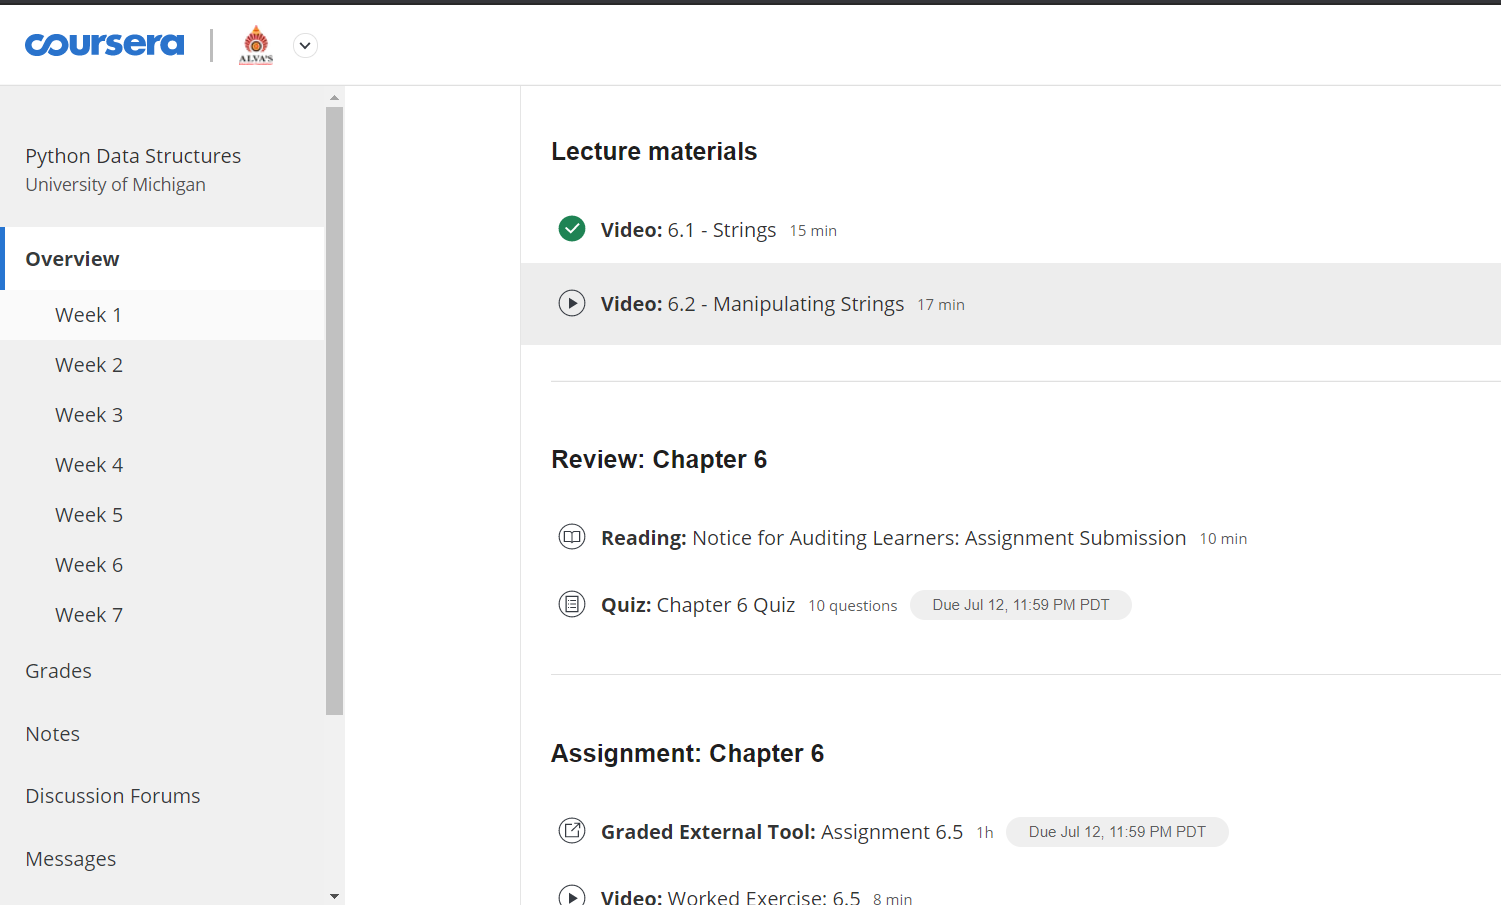 coursera
ALVA'S
Python Data Structures
University of Michigan
Overview
Week 1
Week 2
Week 3
Week 4
Week 5
Week 6
Week 7
Grades
Notes
Discussion Forums
Messages
Lecture materials
Video: 6.1 - Strings 15 min
Video: 6.2 - Manipulating Strings 17 min
Review: Chapter 6
Reading: Notice for Auditing Learners: Assignment Submission 10 min
Quiz: Chapter 6 Quiz 10 questions Due Jul 12, 11:59 PM PDT
Assignment: Chapter 6
Graded External Tool: Assignment 6.5 1h Due Jul 12, 11:59 PM PDT
Video: Worked Exercise: 6.5 8 min